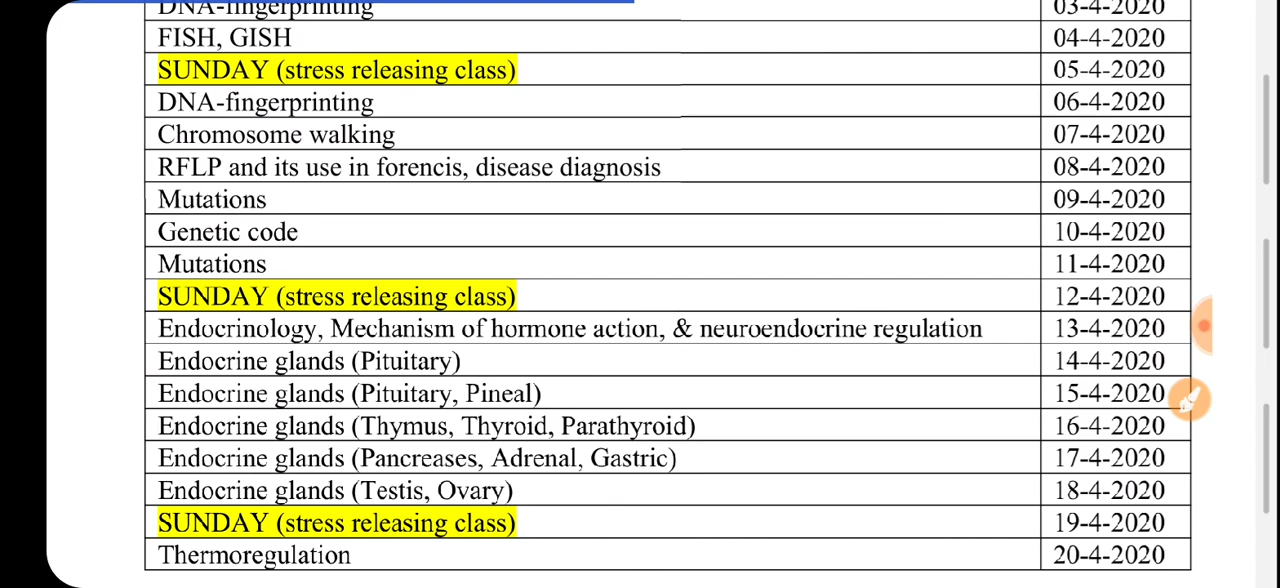 DNA-fingerprinting 03-4-2020
FISH, GISH 04-4-2020
SUNDAY (stress releasing class) 05-4-2020
DNA-fingerprinting 06-4-2020
Chromosome walking 07-4-2020
RFLP and its use in forencis, disease diagnosis 08-4-2020
Mutations 09-4-2020
Genetic code 10-4-2020
Mutations 11-4-2020
SUNDAY (stress releasing class) 12-4-2020
Endocrinology, Mechanism of hormone action, & neuroendocrine regulation 13-4-2020
Endocrine glands (Pituitary) 14-4-2020
Endocrine glands (Pituitary, Pineal) 15-4-2020
Endocrine glands (Thymus, Thyroid, Parathyroid) 16-4-2020
Endocrine glands (Pancreases, Adrenal, Gastric) 17-4-2020
Endocrine glands (Testis, Ovary) 18-4-2020
SUNDAY (stress releasing class) 19-4-2020
Thermoregulation 20-4-2020